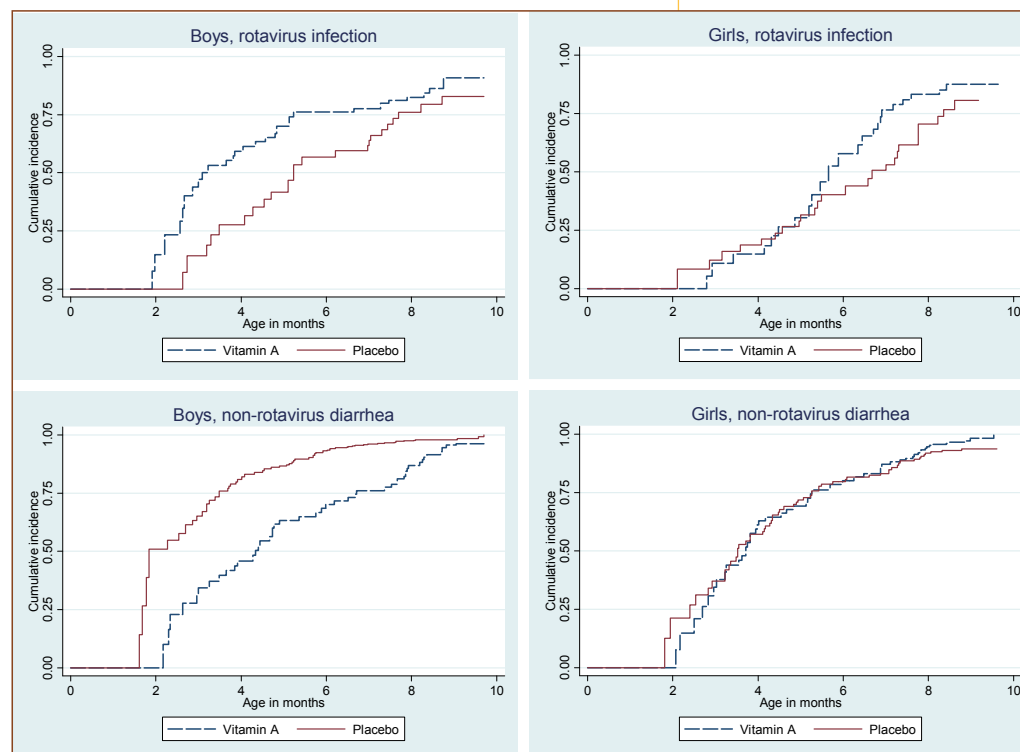 Boys, rotavirus infection
Cumulative incidence
0.00 0.25 0.50 0.75 1.00
0 2 4 6 8 10
Age in months
Vitamin A Placebo
Girls, rotavirus infection
Cumulative incidence
0.00 0.25 0.50 0.75 1.00
0 2 4 6 8 10
Age in months
Vitamin A Placebo
Boys, non-rotavirus diarrhea
Cumulative incidence
0.00 0.25 0.50 0.75 1.00
0 2 4 6 8 10
Age in months
Vitamin A Placebo
Girls, non-rotavirus diarrhea
Cumulative incidence
0.00 0.25 0.50 0.75 1.00
0 2 4 6 8 10
Age in months
Vitamin A Placebo